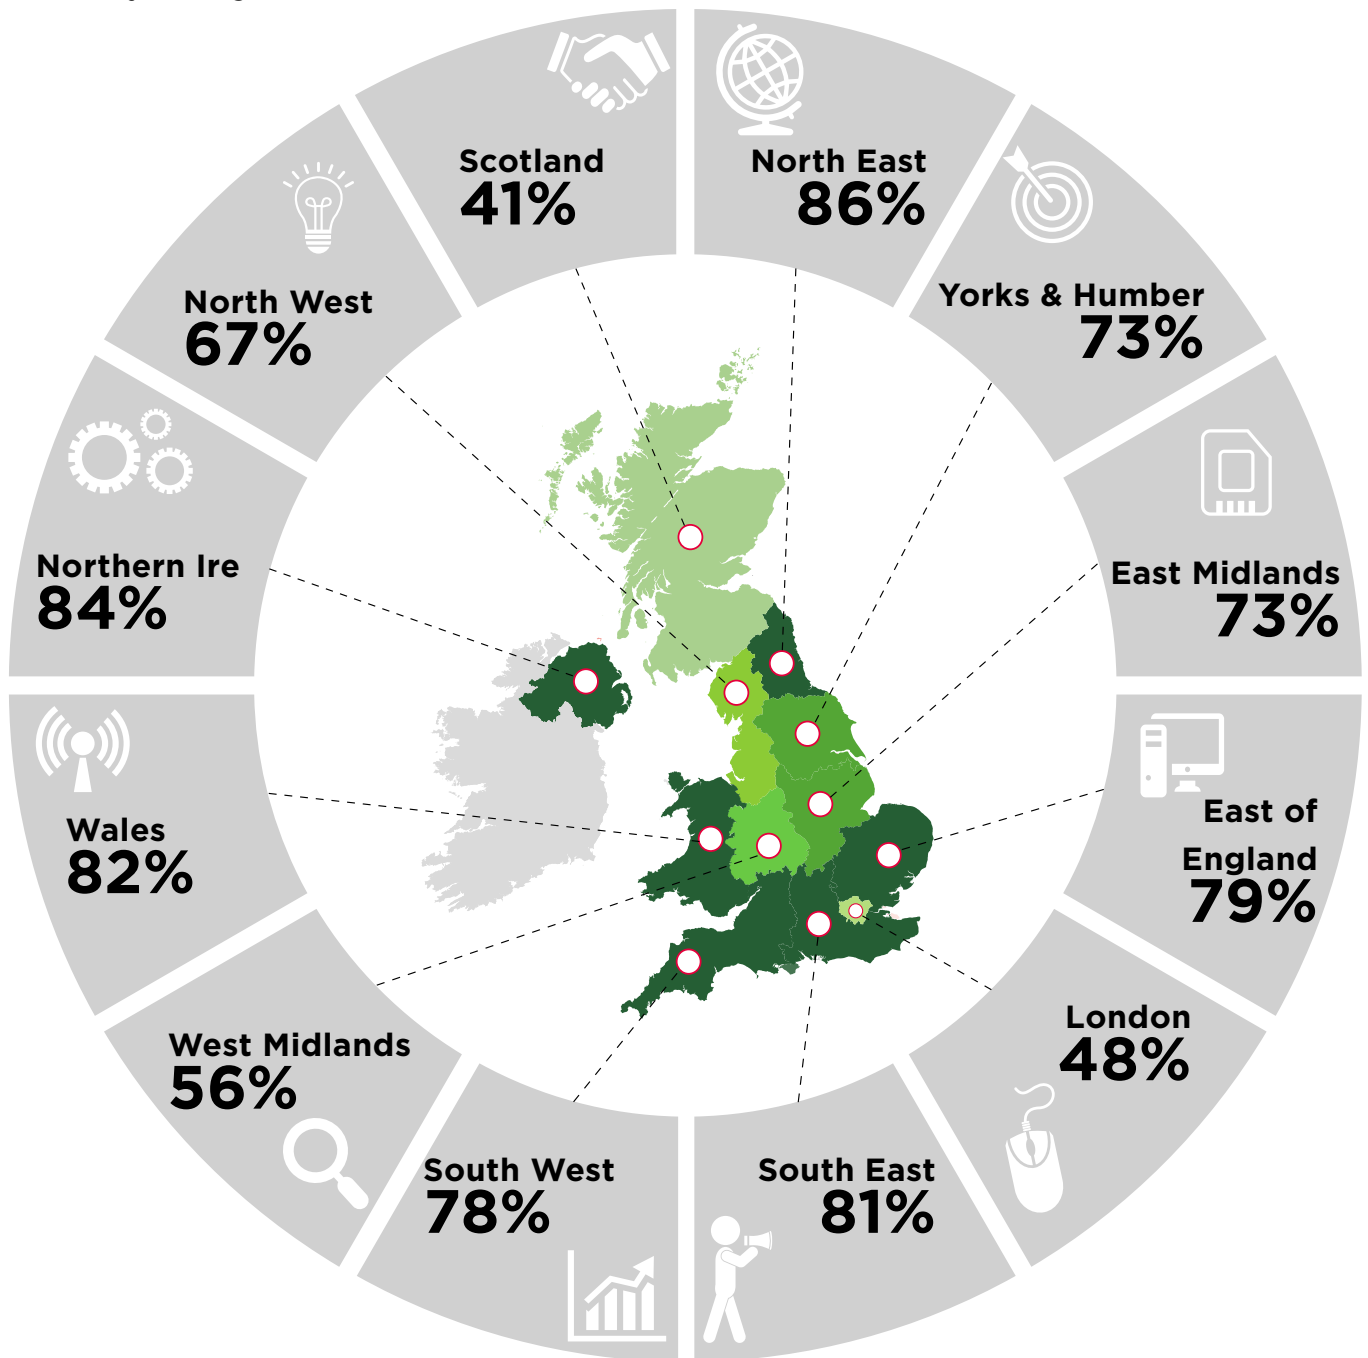 Scotland
41%
North East
86%
Yorks & Humber
73%
East Midlands
73%
East of
England
79%
London
48%
South East
81%
South West
78%
West Midlands
56%
Wales
82%
Northern Ire
84%
North West
67%